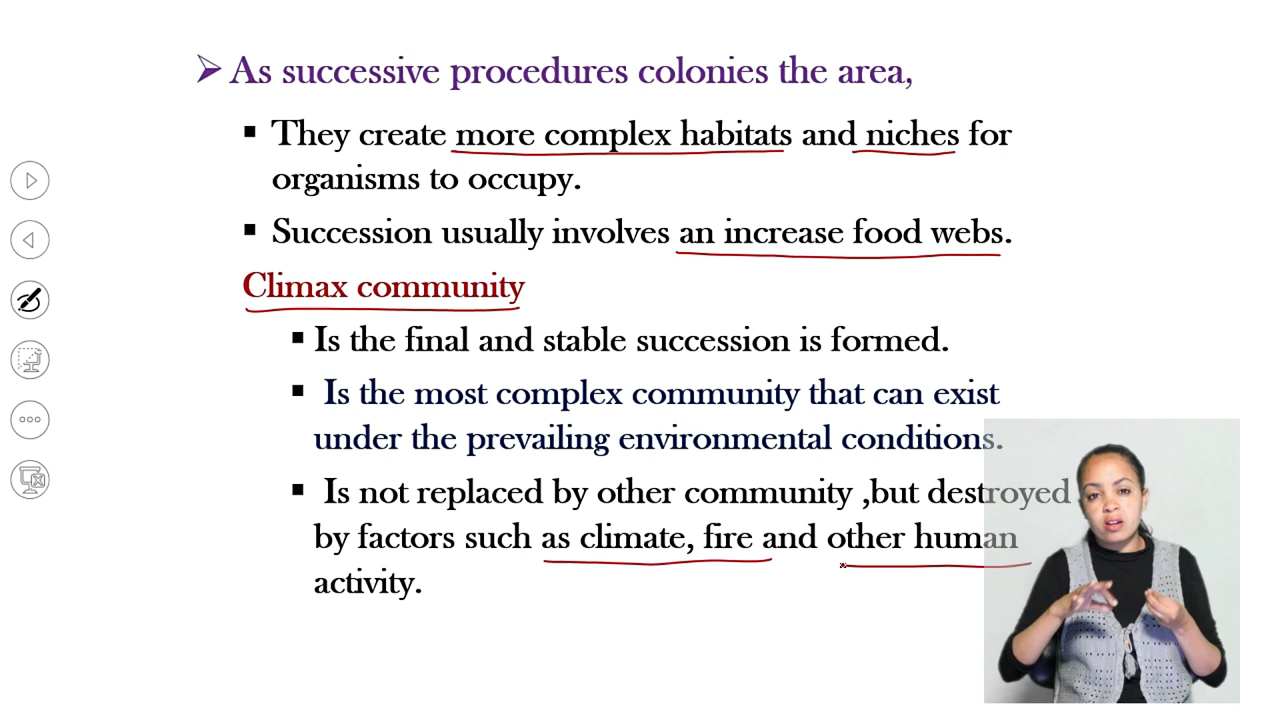 As successive procedures colonies the area,
They create more complex habitats and niches for
organisms to occupy.
Succession usually involves an increase food webs.
Climax community
Is the final and stable succession is formed.
Is the most complex community that can exist
under the prevailing environmental conditions.
Is not replaced by other community ,but destroyed
by factors such as climate, fire and other human
activity.